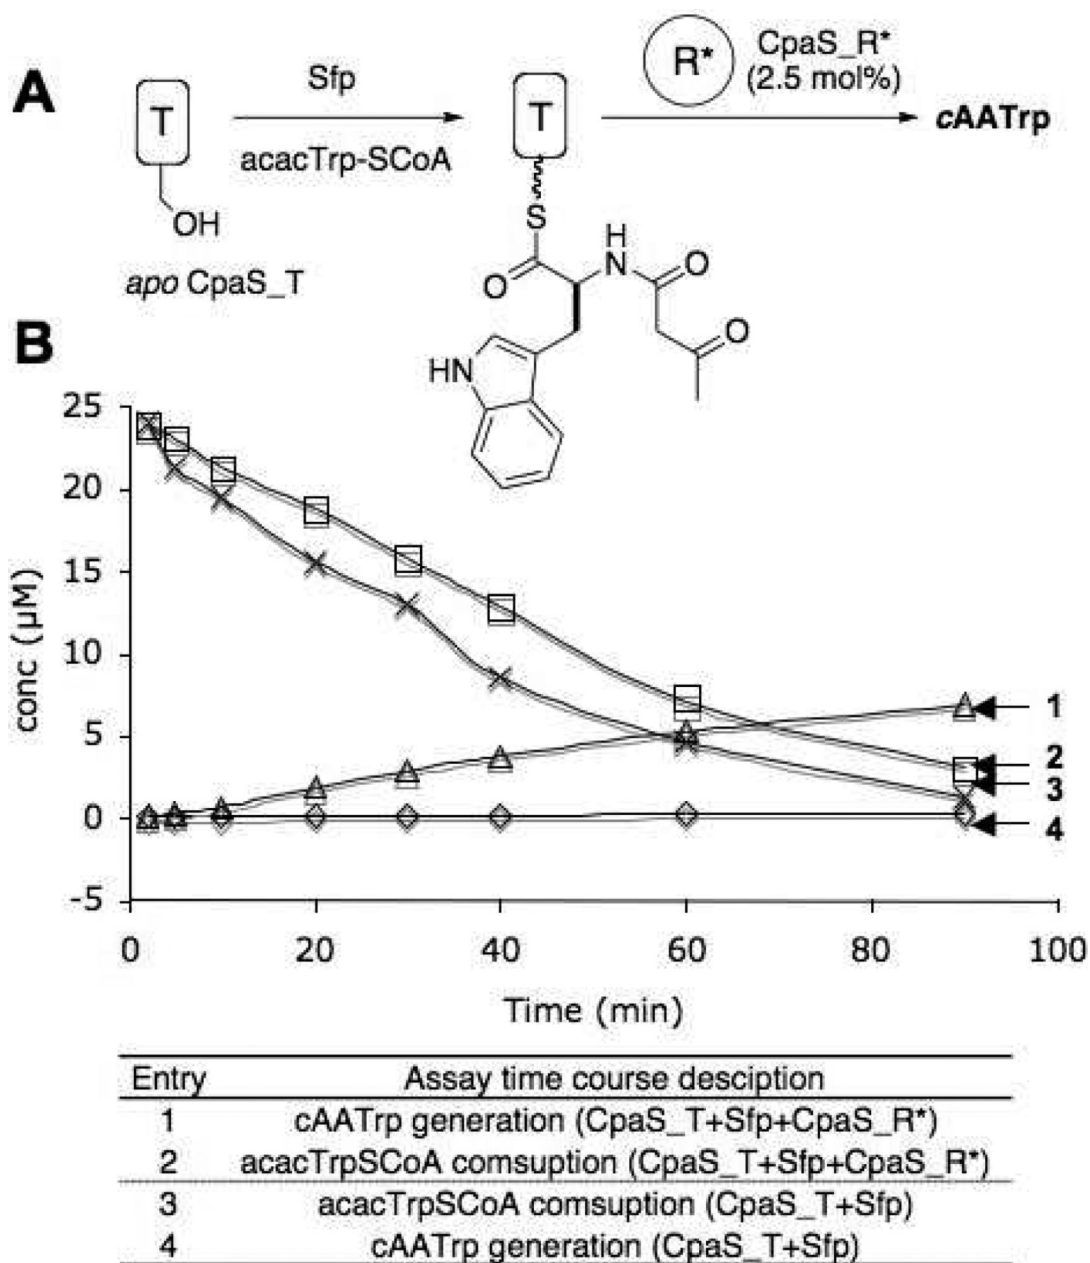 A
T
OH
apo CpaS_T
Sfp
acacTrp-SCoA
T
S
O
H
N
O
O
HN
R*
CpaS_R*
(2.5 mol%)
cAATrp
B
conc (µM)
25
20
15
10
5
0
-5
0 20 40 60 80 100
Time (min)
1
2
3
4
Entry Assay time course desciption
1 cAATrp generation (CpaS_T+Sfp+CpaS_R*)
2 acacTrpSCoA comsuption (CpaS_T+Sfp+CpaS_R*)
3 acacTrpSCoA comsuption (CpaS_T+Sfp)
4 cAATrp generation (CpaS_T+Sfp)